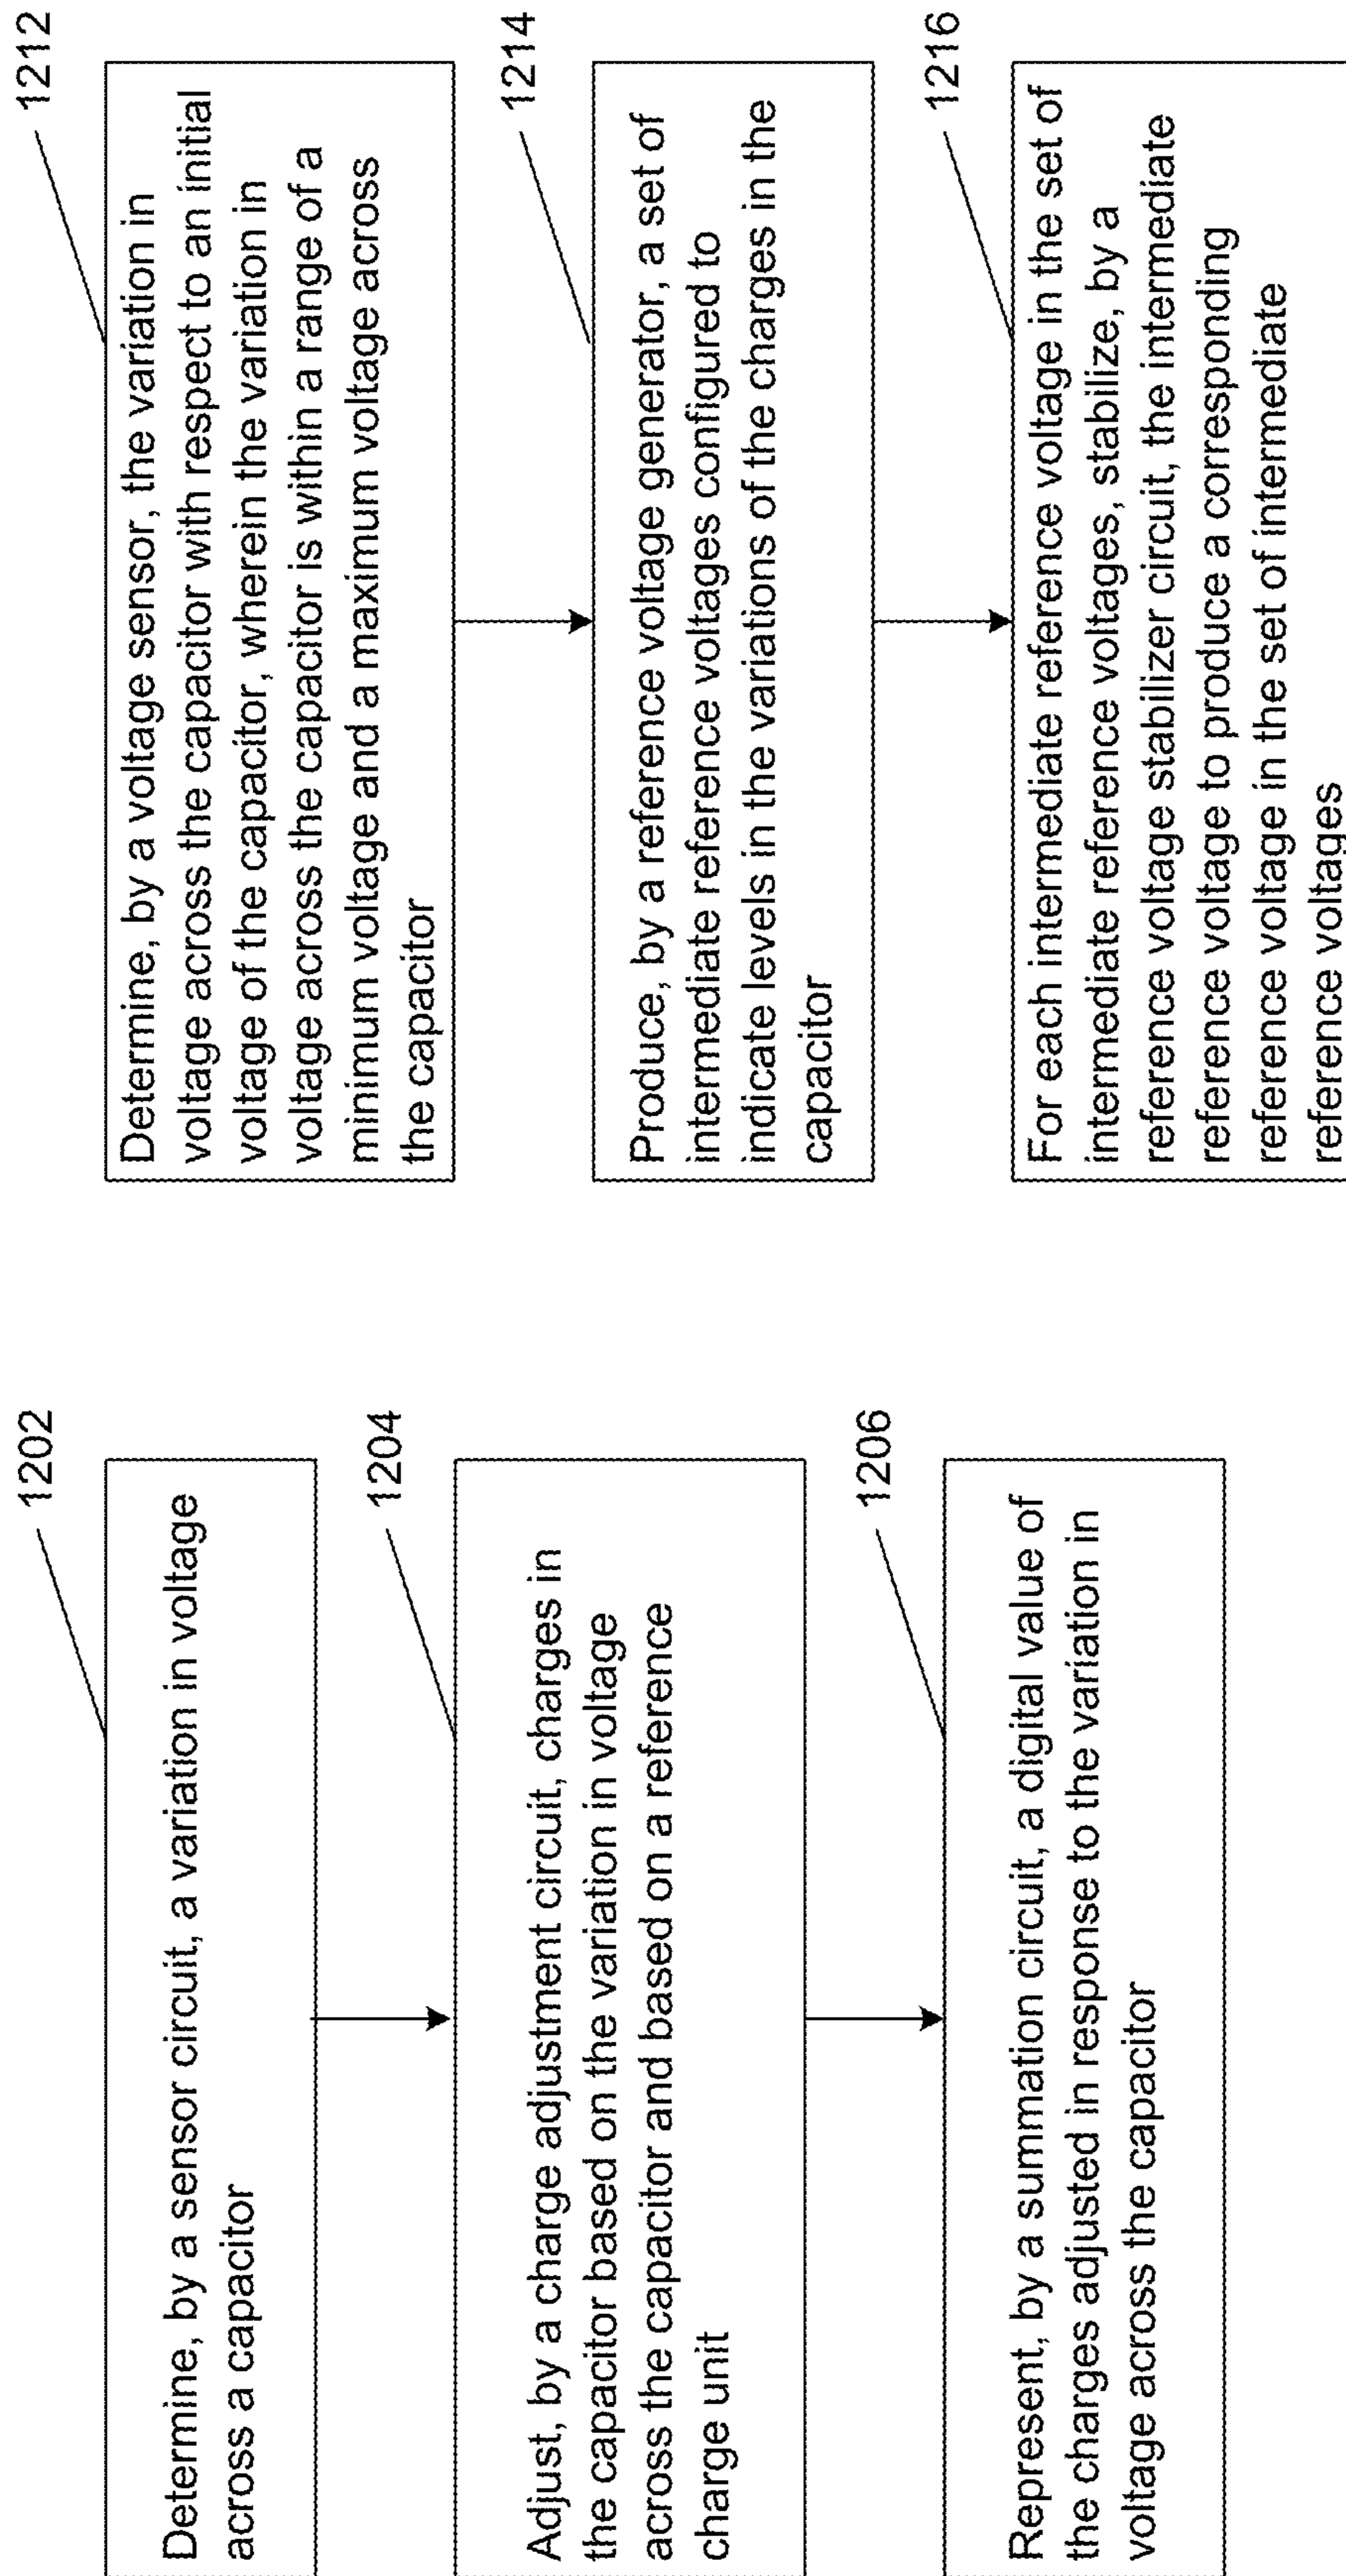 1202
Determine, by a sensor circuit, a variation in voltage
across a capacitor
1204
Adjust, by a charge adjustment circuit, charges in
the capacitor based on the variation in voltage
across the capacitor and based on a reference
charge unit
1206
Represent, by a summation circuit, a digital value of
the charges adjusted in response to the variation in
voltage across the capacitor
1212
Determine, by a voltage sensor, the variation in
voltage across the capacitor with respect to an initial
voltage of the capacitor, wherein the variation in
voltage across the capacitor is within a range of a
minimum voltage and a maximum voltage across
the capacitor
1214
Produce, by a reference voltage generator, a set of
intermediate reference voltages configured to
indicate levels in the variations of the charges in the
capacitor
1216
For each intermediate reference voltage in the set of
intermediate reference voltages, stabilize, by a
reference voltage stabilizer circuit, the intermediate
reference voltage to produce a corresponding
reference voltage in the set of intermediate
reference voltages